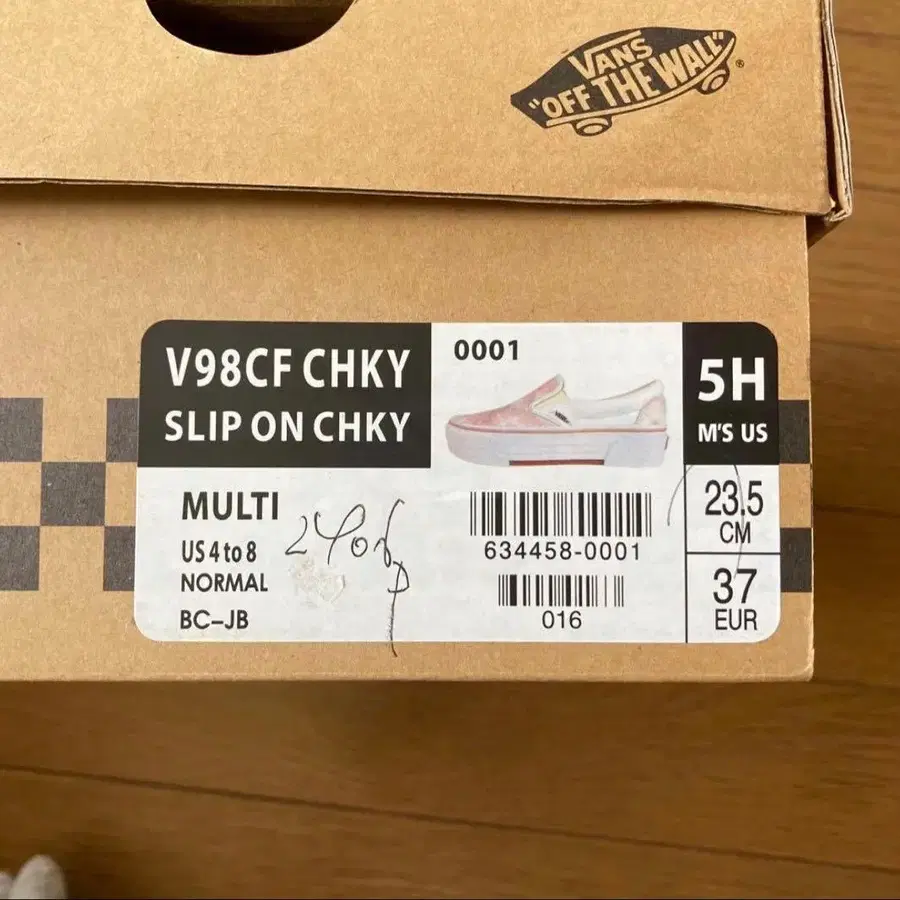 VANS
"OFF THE WALL"
®
V98CF CHKY
SLIP ON CHKY
0001
5H
M'S US
MULTI
US 4 to 8
NORMAL
BC-JB
634458-0001
016
23,5
CM
37
EUR